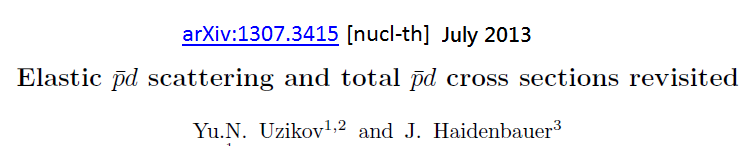 arXiv:1307.3415 [nucl-th] July 2013
Elastic p̄d scattering and total p̄d cross sections revisited
Yu.N. Uzikov¹,² and J. Haidenbauer³